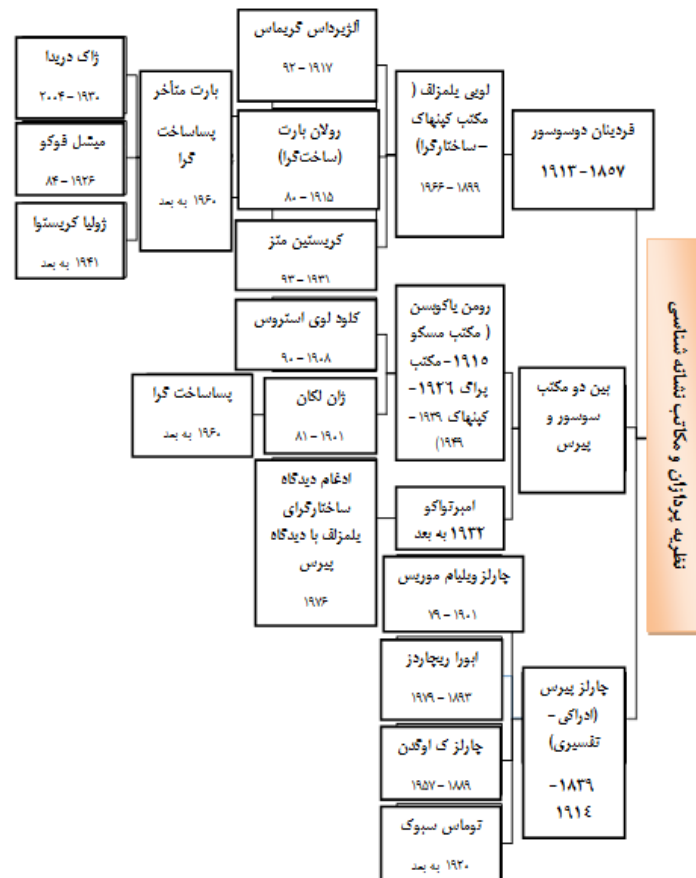 نظریه پردازان و مکاتب نشانه شناسی
فردینان دوسوسور
۱۸۵۷-۱۹۱۳
لویی یلمزلف (
مکتب کپنهاک
–ساختارگرا)
۱۸۹۹ – ۱۹۶۶
آلژیرداس گریماس
۱۹۱۷ – ۹۲
رولان بارت
(ساخت‌گرا)
۱۹۱۵ – ۸۰
کریستین متز
۱۹۳۱ – ۹۳
بارت متأخر
پساساخت
گرا
۱۹۶۰ به بعد
ژاک دریدا
۱۹۳۰ – ۲۰۰۴
میشل فوکو
۱۹۲۶ – ۸۴
ژولیا کریستوا
۱۹۴۱ به بعد
بین دو مکتب
سوسور و
پیرس
رومن یاکوبسن
( مکتب مسکو
۱۹۱۵-مکتب
پراگ ۱۹۲۶-
کپنهاک ۱۹۳۹ -
۱۹۴۹)
کلود لوی استروس
۱۹۰۸ – ۹۰
ژان لکان
۱۹۰۱ – ۸۱
پساساخت گرا
۱۹۶۰ به بعد
امبرتواکو
۱۹۳۲ به بعد
ادغام دیدگاه
ساختارگرای
یلمزلف با دیدگاه
پیرس
۱۹۷۶
چارلز پیرس
(ادراکی -
تفسیری)
۱۸۳۹-
۱۹۱۴
چارلز ویلیام موریس
۱۹۰۱ – ۷۹
ابورا ریچاردز
۱۸۹۳ – ۱۹۷۹
چارلز ک اوگدن
۱۸۸۹ – ۱۹۵۷
توماس سبوک
۱۹۲۰ به بعد